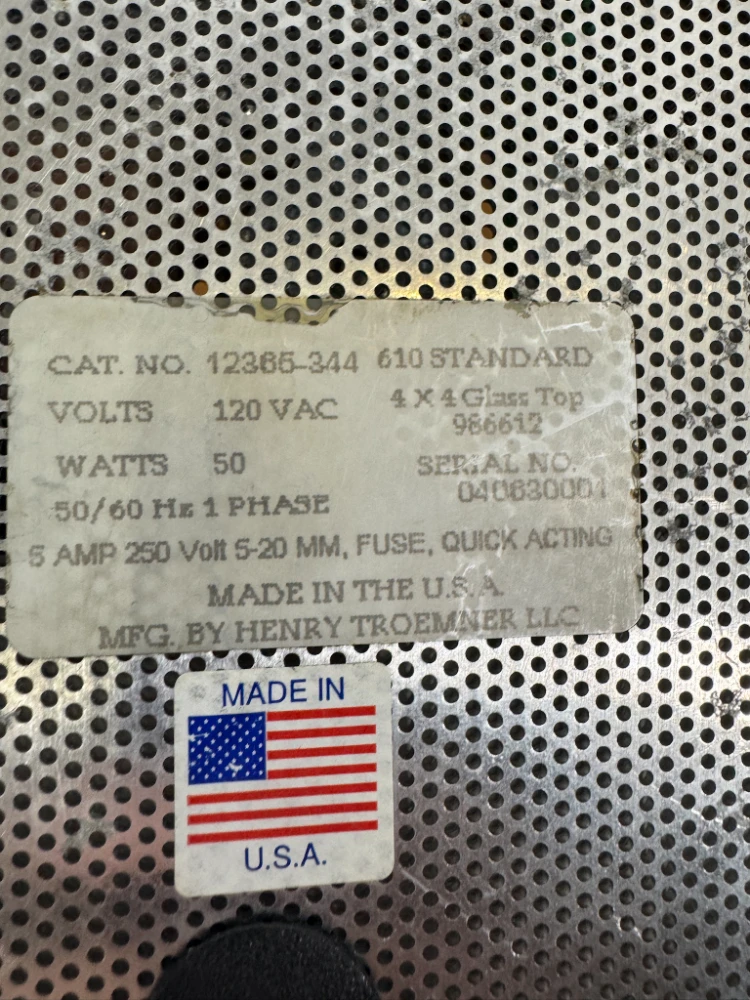 CAT. NO. 12365-344 610 STANDARD
VOLTS 120 VAC 4 X 4 Glass Top
986612
WATTS 50 SERIAL NO.
040630001
50/60 Hz 1 PHASE
5 AMP 250 Volt 5-20 MM, FUSE, QUICK ACTING
MADE IN THE U.S.A.
MFG. BY HENRY TROEMNER LLC
MADE IN
U.S.A.